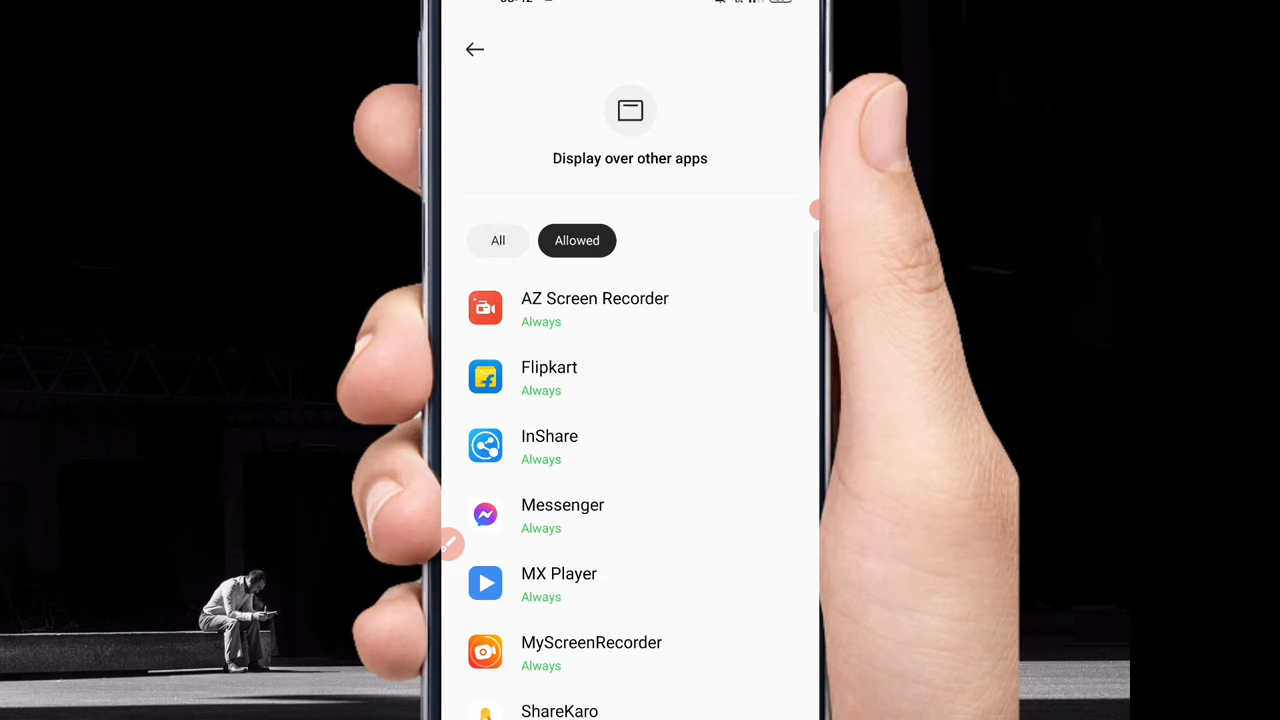 Display over other apps
All
Allowed
AZ Screen Recorder
Always
Flipkart
Always
InShare
Always
Messenger
Always
MX Player
Always
MyScreenRecorder
Always
ShareKaro